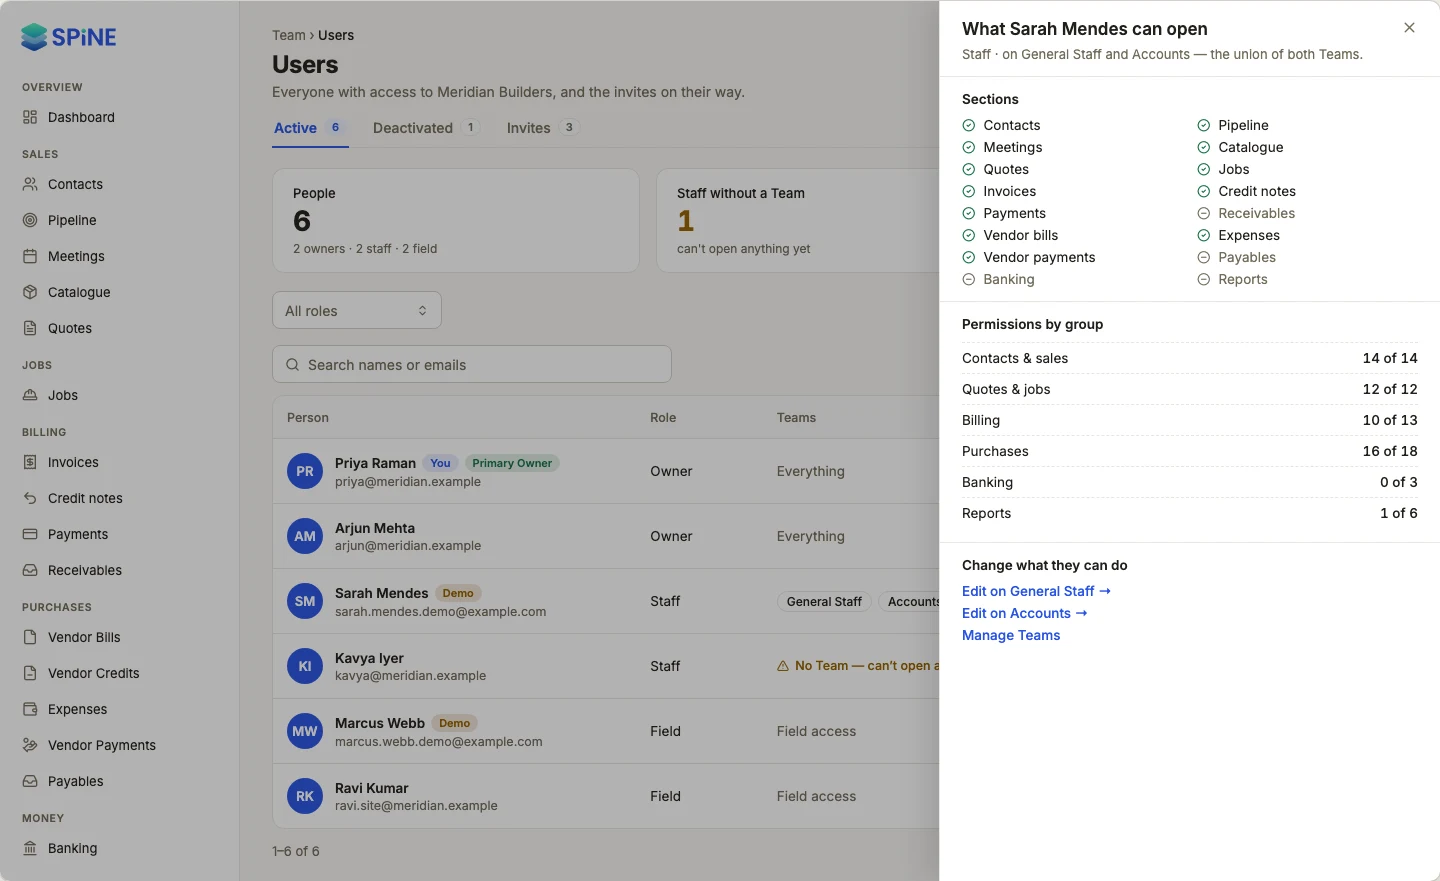 SPiNE
OVERVIEW
Dashboard
SALES
Contacts
Pipeline
Meetings
Catalogue
Quotes
JOBS
Jobs
BILLING
Invoices
Credit notes
Payments
Receivables
PURCHASES
Vendor Bills
Vendor Credits
Expenses
Vendor Payments
Payables
MONEY
Banking
Team › Users
Users
Everyone with access to Meridian Builders, and the invites on their way.
Active 6 Deactivated 1 Invites 3
People
6
2 owners · 2 staff · 2 field
Staff without a Team
1
can't open anything yet
All roles
Search names or emails
Person Role Teams
PR Priya Raman You Primary Owner Owner Everything
priya@meridian.example
AM Arjun Mehta Owner Everything
arjun@meridian.example
SM Sarah Mendes Demo Staff General Staff Accounts
sarah.mendes.demo@example.com
KI Kavya Iyer Staff No Team — can't open a
kavya@meridian.example
MW Marcus Webb Demo Field Field access
marcus.webb.demo@example.com
RK Ravi Kumar Field Field access
ravi.site@meridian.example
1–6 of 6
What Sarah Mendes can open
Staff · on General Staff and Accounts — the union of both Teams.
Sections
Contacts Pipeline
Meetings Catalogue
Quotes Jobs
Invoices Credit notes
Payments Receivables
Vendor bills Expenses
Vendor payments Payables
Banking Reports
Permissions by group
Contacts & sales 14 of 14
Quotes & jobs 12 of 12
Billing 10 of 13
Purchases 16 of 18
Banking 0 of 3
Reports 1 of 6
Change what they can do
Edit on General Staff →
Edit on Accounts →
Manage Teams